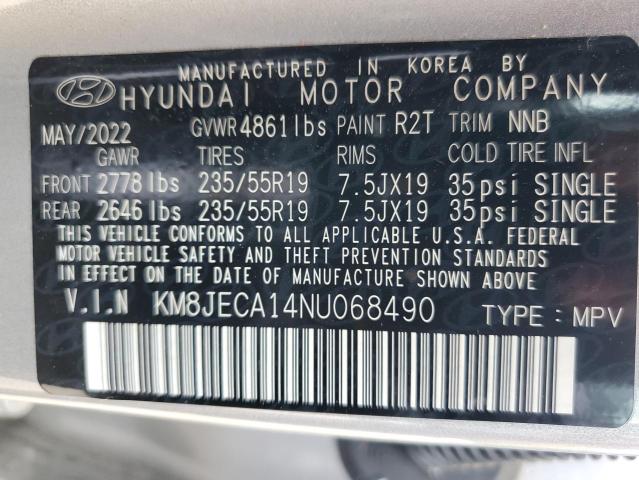 MANUFACTURED IN KOREA BY
HYUNDAI MOTOR COMPANY
MAY/2022 GVWR 4861lbs PAINT R2T TRIM NNB
GAWR TIRES RIMS COLD TIRE INFL
FRONT 2778 lbs 235/55R19 7.5JX19 35psi SINGLE
REAR 2646 lbs 235/55R19 7.5JX19 35psi SINGLE
THIS VEHICLE CONFORMS TO ALL APPLICABLE U.S.A. FEDERAL
MOTOR VEHICLE SAFETY AND THEFT PREVENTION STANDARDS
IN EFFECT ON THE DATE OF MANUFACTURE SHOWN ABOVE.
V.I.N KM8JECA14NU068490 TYPE : MPV